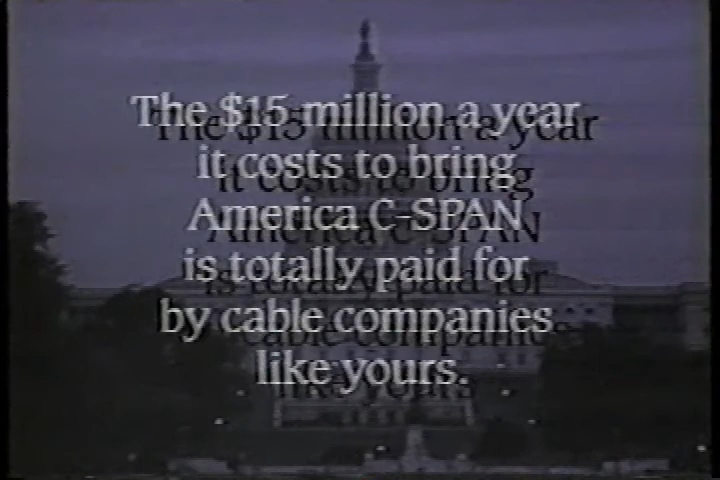 The $15 million a year
it costs to bring
America C-SPAN
is totally paid for
by cable companies
like yours.